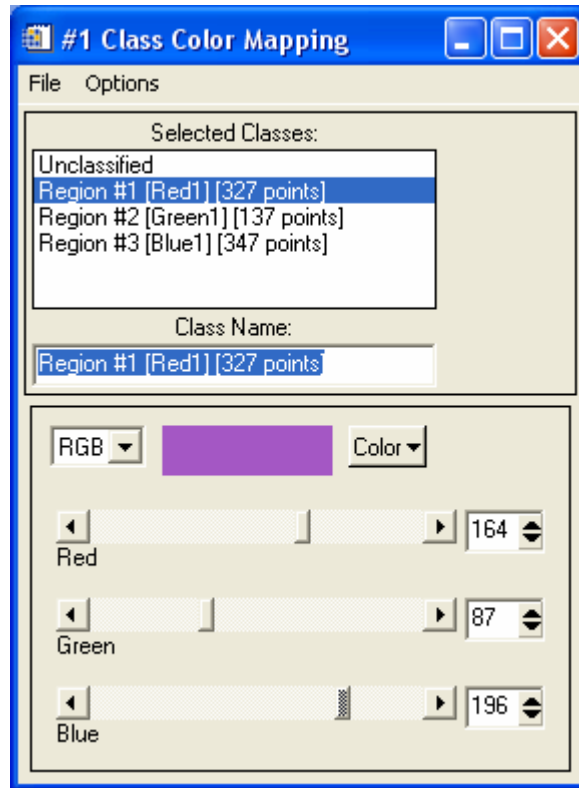 #1 Class Color Mapping
File Options
Selected Classes:
Unclassified
Region #1 [Red1] [327 points]
Region #2 [Green1] [137 points]
Region #3 [Blue1] [347 points]
Class Name:
Region #1 [Red1] [327 points]
RGB Color
164
Red
87
Green
196
Blue